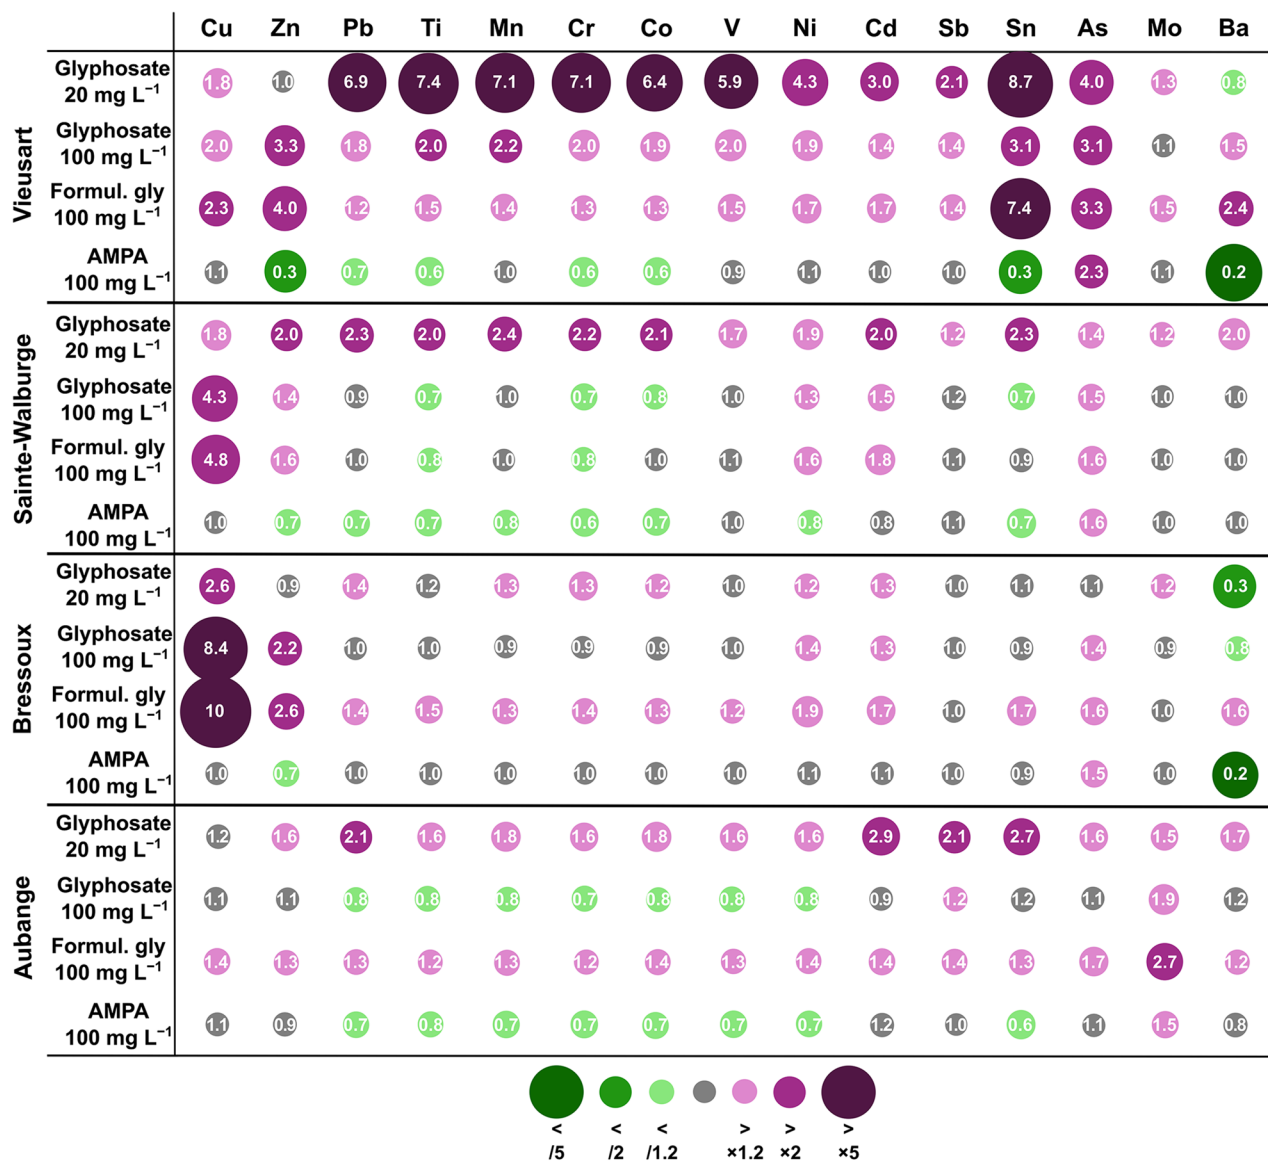 Cu Zn Pb Ti Mn Cr Co V Ni Cd Sb Sn As Mo Ba
Vieusart
Glyphosate
20 mg L⁻¹
1.8 1.0 6.9 7.4 7.1 7.1 6.4 5.9 4.3 3.0 2.1 8.7 4.0 1.3 0.8
Glyphosate
100 mg L⁻¹
2.0 3.3 1.8 2.0 2.2 2.0 1.9 2.0 1.9 1.4 1.4 3.1 3.1 1.1 1.5
Formul. gly
100 mg L⁻¹
2.3 4.0 1.2 1.5 1.4 1.3 1.3 1.5 1.7 1.7 1.4 7.4 3.3 1.5 2.4
AMPA
100 mg L⁻¹
1.1 0.3 0.7 0.6 1.0 0.6 0.6 0.9 1.1 1.0 1.0 0.3 2.3 1.1 0.2
Sainte-Walburge
Glyphosate
20 mg L⁻¹
1.8 2.0 2.3 2.0 2.4 2.2 2.1 1.7 1.9 2.0 1.2 2.3 1.4 1.2 2.0
Glyphosate
100 mg L⁻¹
4.3 1.4 0.9 0.7 1.0 0.7 0.8 1.0 1.3 1.5 1.2 0.7 1.5 1.0 1.0
Formul. gly
100 mg L⁻¹
4.8 1.6 1.0 0.8 1.0 0.8 1.0 1.1 1.6 1.8 1.1 0.9 1.6 1.0 1.0
AMPA
100 mg L⁻¹
1.0 0.7 0.7 0.7 0.8 0.6 0.7 1.0 0.8 0.8 1.1 0.7 1.6 1.0 1.0
Bressoux
Glyphosate
20 mg L⁻¹
2.6 0.9 1.4 1.2 1.3 1.3 1.2 1.0 1.2 1.3 1.0 1.1 1.1 1.2 0.3
Glyphosate
100 mg L⁻¹
8.4 2.2 1.0 1.0 0.9 0.9 0.9 1.0 1.4 1.3 1.0 0.9 1.4 0.9 0.8
Formul. gly
100 mg L⁻¹
10 2.6 1.4 1.5 1.3 1.4 1.3 1.2 1.9 1.7 1.0 1.7 1.6 1.0 1.6
AMPA
100 mg L⁻¹
1.0 0.7 1.0 1.0 1.0 1.0 1.0 1.0 1.1 1.1 1.0 0.9 1.5 1.0 0.2
Aubange
Glyphosate
20 mg L⁻¹
1.2 1.6 2.1 1.6 1.8 1.6 1.8 1.6 1.6 2.9 2.1 2.7 1.6 1.5 1.7
Glyphosate
100 mg L⁻¹
1.1 1.1 0.8 0.8 0.8 0.7 0.8 0.8 0.8 0.9 1.2 1.2 1.1 1.9 1.2
Formul. gly
100 mg L⁻¹
1.4 1.3 1.3 1.2 1.3 1.2 1.4 1.3 1.4 1.4 1.4 1.3 1.7 2.7 1.2
AMPA
100 mg L⁻¹
1.1 0.9 0.7 0.8 0.7 0.7 0.7 0.7 0.7 1.2 1.0 0.6 1.1 1.5 0.8
< < < > > >
/5 /2 /1.2 ×1.2 ×2 ×5